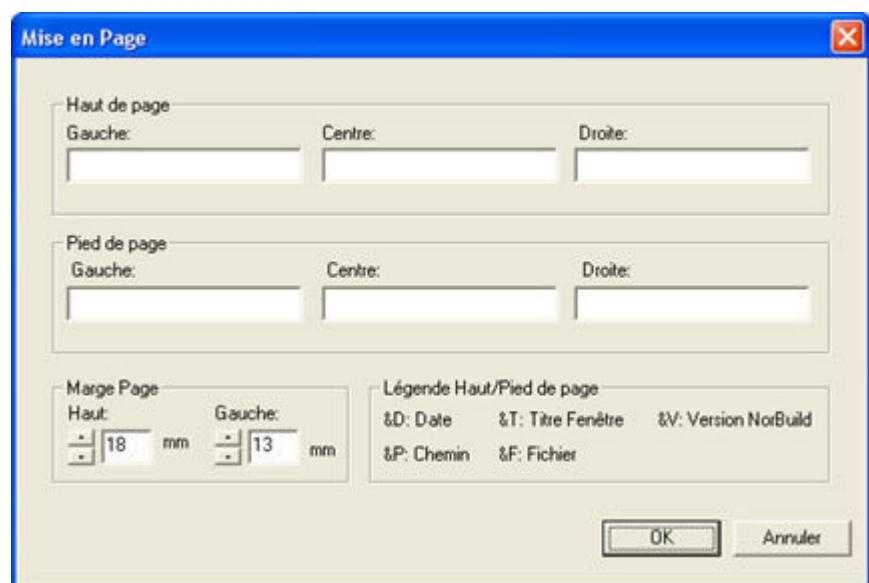 Mise en Page
Haut de page
Gauche: Centre: Droite:
Pied de page
Gauche: Centre: Droite:
Marge Page
Haut: Gauche:
18 mm 13 mm
Légende Haut/Pied de page
&D: Date &T: Titre Fenêtre &V: Version NorBuild
&P: Chemin &F: Fichier
OK Annuler